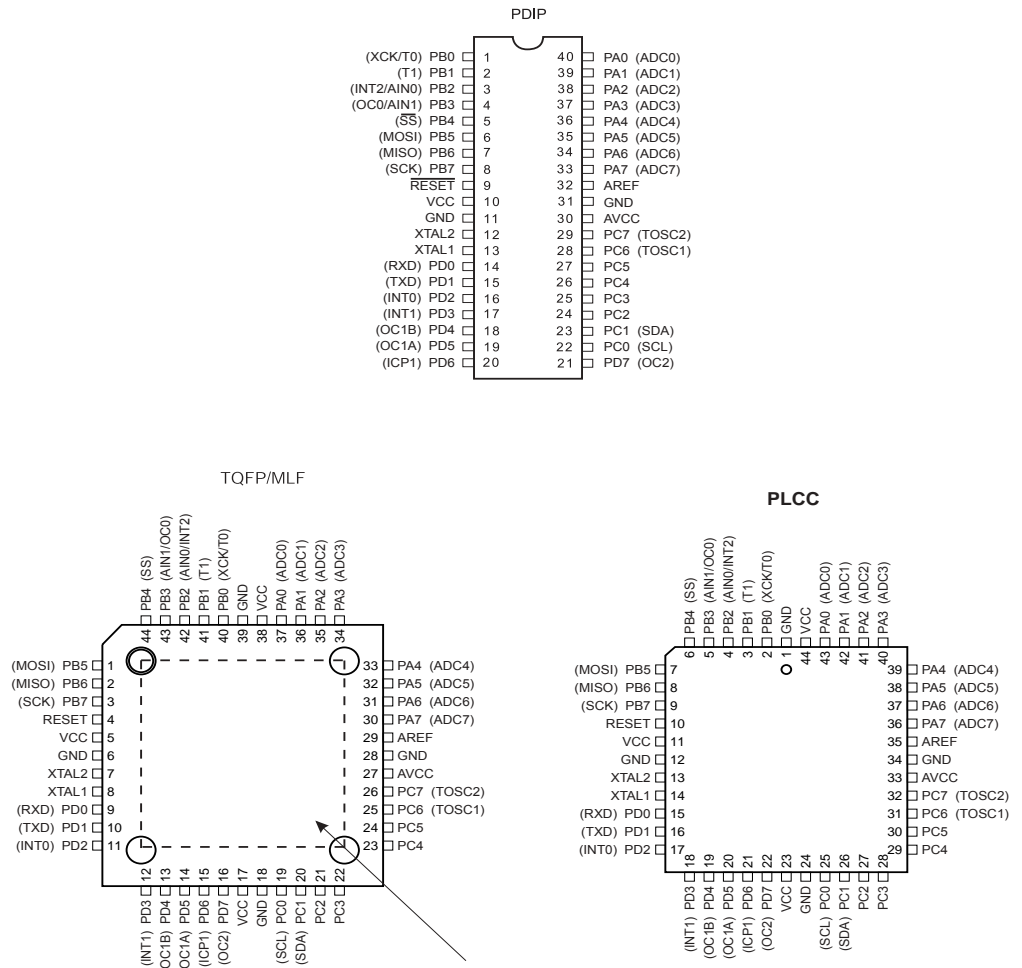 PDIP
(XCK/T0) PB0 1 40 PA0 (ADC0)
(T1) PB1 2 39 PA1 (ADC1)
(INT2/AIN0) PB2 3 38 PA2 (ADC2)
(OC0/AIN1) PB3 4 37 PA3 (ADC3)
(SS) PB4 5 36 PA4 (ADC4)
(MOSI) PB5 6 35 PA5 (ADC5)
(MISO) PB6 7 34 PA6 (ADC6)
(SCK) PB7 8 33 PA7 (ADC7)
RESET 9 32 AREF
VCC 10 31 GND
GND 11 30 AVCC
XTAL2 12 29 PC7 (TOSC2)
XTAL1 13 28 PC6 (TOSC1)
(RXD) PD0 14 27 PC5
(TXD) PD1 15 26 PC4
(INT0) PD2 16 25 PC3
(INT1) PD3 17 24 PC2
(OC1B) PD4 18 23 PC1 (SDA)
(OC1A) PD5 19 22 PC0 (SCL)
(ICP1) PD6 20 21 PD7 (OC2)
TQFP/MLF
PB4 (SS)
PB3 (AIN1/OC0)
PB2 (AIN0/INT2)
PB1 (T1)
PB0 (XCK/T0)
GND
VCC
PA0 (ADC0)
PA1 (ADC1)
PA2 (ADC2)
PA3 (ADC3)
44 43 42 41 40 39 38 37 36 35 34
(MOSI) PB5 1 33 PA4 (ADC4)
(MISO) PB6 2 32 PA5 (ADC5)
(SCK) PB7 3 31 PA6 (ADC6)
RESET 4 30 PA7 (ADC7)
VCC 5 29 AREF
GND 6 28 GND
XTAL2 7 27 AVCC
XTAL1 8 26 PC7 (TOSC2)
(RXD) PD0 9 25 PC6 (TOSC1)
(TXD) PD1 10 24 PC5
(INT0) PD2 11 23 PC4
12 13 14 15 16 17 18 19 20 21 22
(INT1) PD3
(OC1B) PD4
(OC1A) PD5
(ICP1) PD6
(OC2) PD7
VCC
GND
(SCL) PC0
(SDA) PC1
PC2
PC3
PLCC
PB4 (SS)
PB3 (AIN1/OC0)
PB2 (AIN0/INT2)
PB1 (T1)
PB0 (XCK/T0)
GND
VCC
PA0 (ADC0)
PA1 (ADC1)
PA2 (ADC2)
PA3 (ADC3)
6 5 4 3 2 1 44 43 42 41 40
(MOSI) PB5 7 39 PA4 (ADC4)
(MISO) PB6 8 38 PA5 (ADC5)
(SCK) PB7 9 37 PA6 (ADC6)
RESET 10 36 PA7 (ADC7)
VCC 11 35 AREF
GND 12 34 GND
XTAL2 13 33 AVCC
XTAL1 14 32 PC7 (TOSC2)
(RXD) PD0 15 31 PC6 (TOSC1)
(TXD) PD1 16 30 PC5
(INT0) PD2 17 29 PC4
18 19 20 21 22 23 24 25 26 27 28
(INT1) PD3
(OC1B) PD4
(OC1A) PD5
(ICP1) PD6
(OC2) PD7
VCC
GND
(SCL) PC0
(SDA) PC1
PC2
PC3